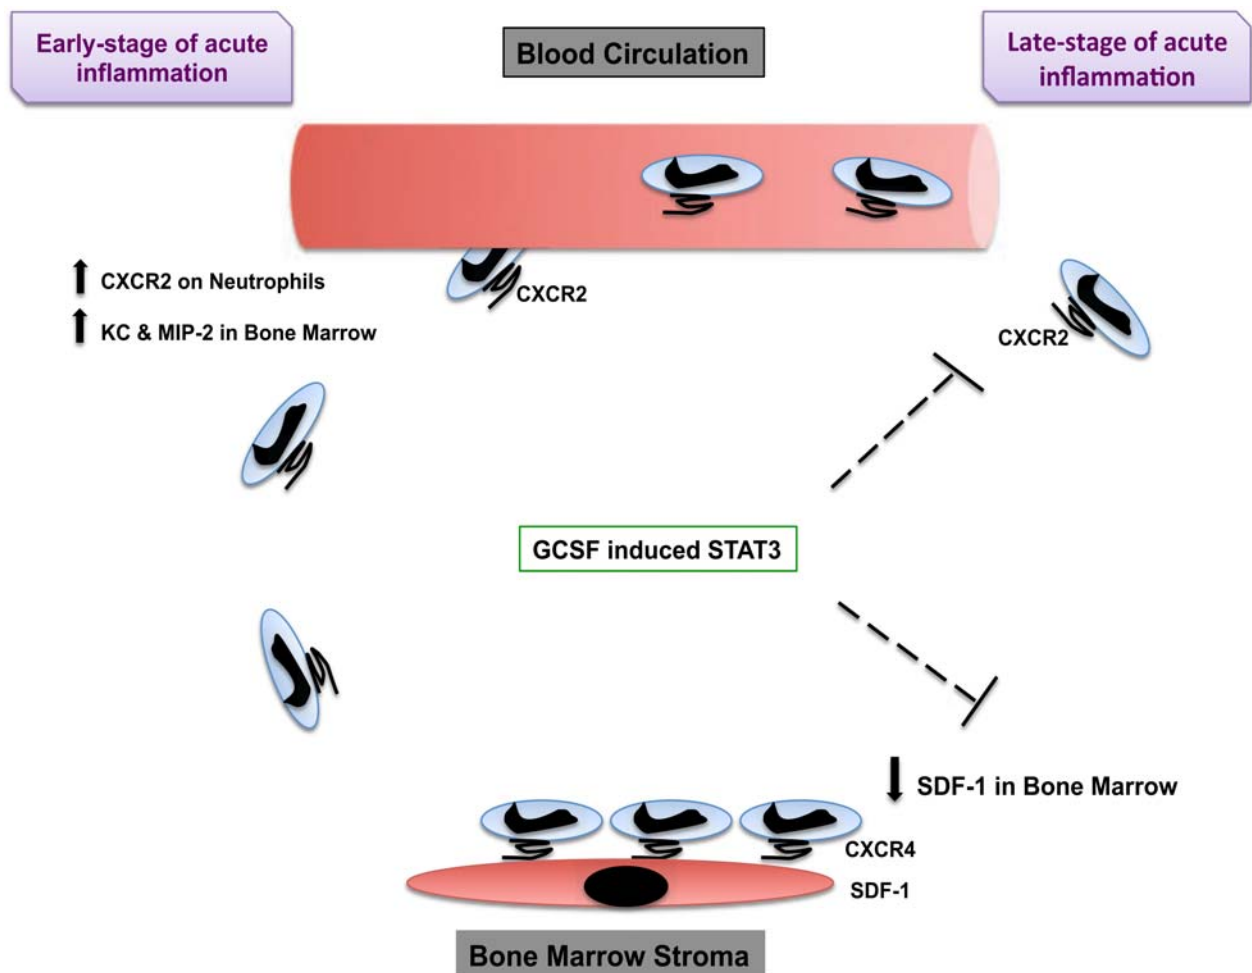 Early-stage of acute
inflammation
Blood Circulation
Late-stage of acute
inflammation
CXCR2 on Neutrophils
KC & MIP-2 in Bone Marrow
CXCR2
CXCR2
GCSF induced STAT3
SDF-1 in Bone Marrow
CXCR4
SDF-1
Bone Marrow Stroma